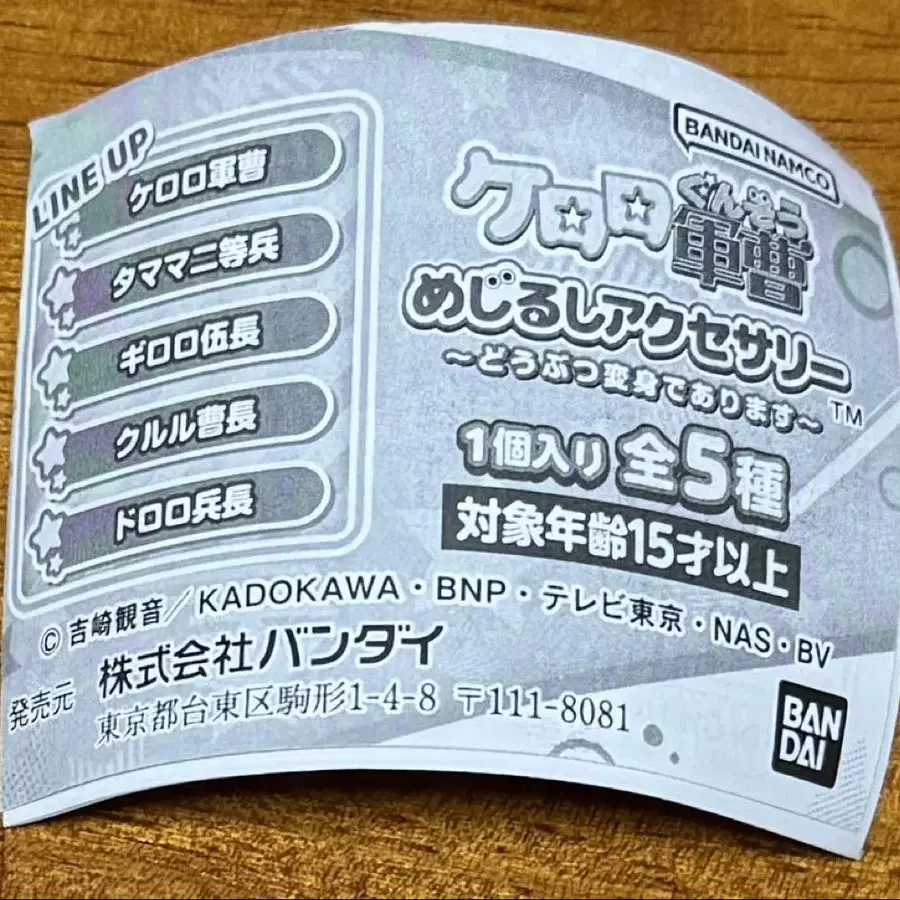 LINE UP
ケロロ軍曹
タママ二等兵
ギロロ伍長
クルル曹長
ドロロ兵長
BANDAI NAMCO
ケロロ軍曹
ぐんそう
めじるしアクセサリー
～どうぶつ変身であります～ TM
1個入り 全5種
対象年齢15才以上
© 吉崎観音／KADOKAWA・BNP・テレビ東京・NAS・BV
発売元 株式会社バンダイ
東京都台東区駒形1-4-8 〒111-8081
BAN
DAI